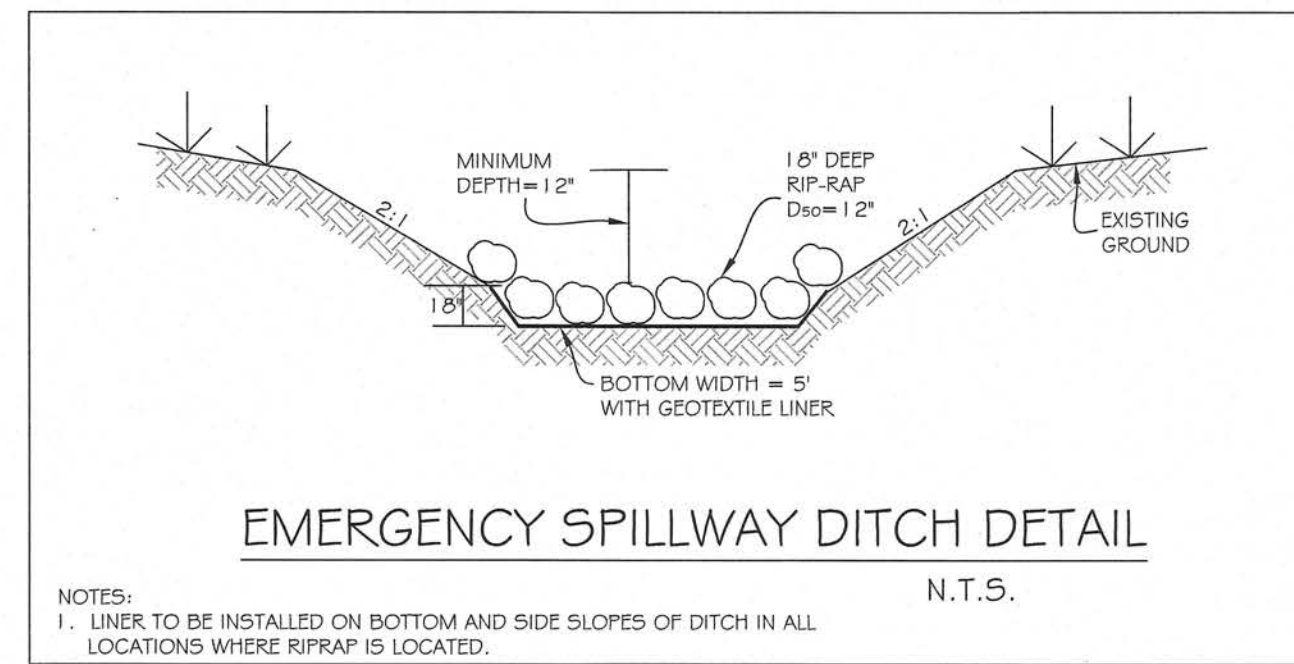 MINIMUM
DEPTH=12"
18" DEEP
RIP-RAP
D50=12"
2:1
2:1
EXISTING
GROUND
18"
BOTTOM WIDTH = 5'
WITH GEOTEXTILE LINER
EMERGENCY SPILLWAY DITCH DETAIL
N.T.S.
NOTES:
1. LINER TO BE INSTALLED ON BOTTOM AND SIDE SLOPES OF DITCH IN ALL
LOCATIONS WHERE RIPRAP IS LOCATED.